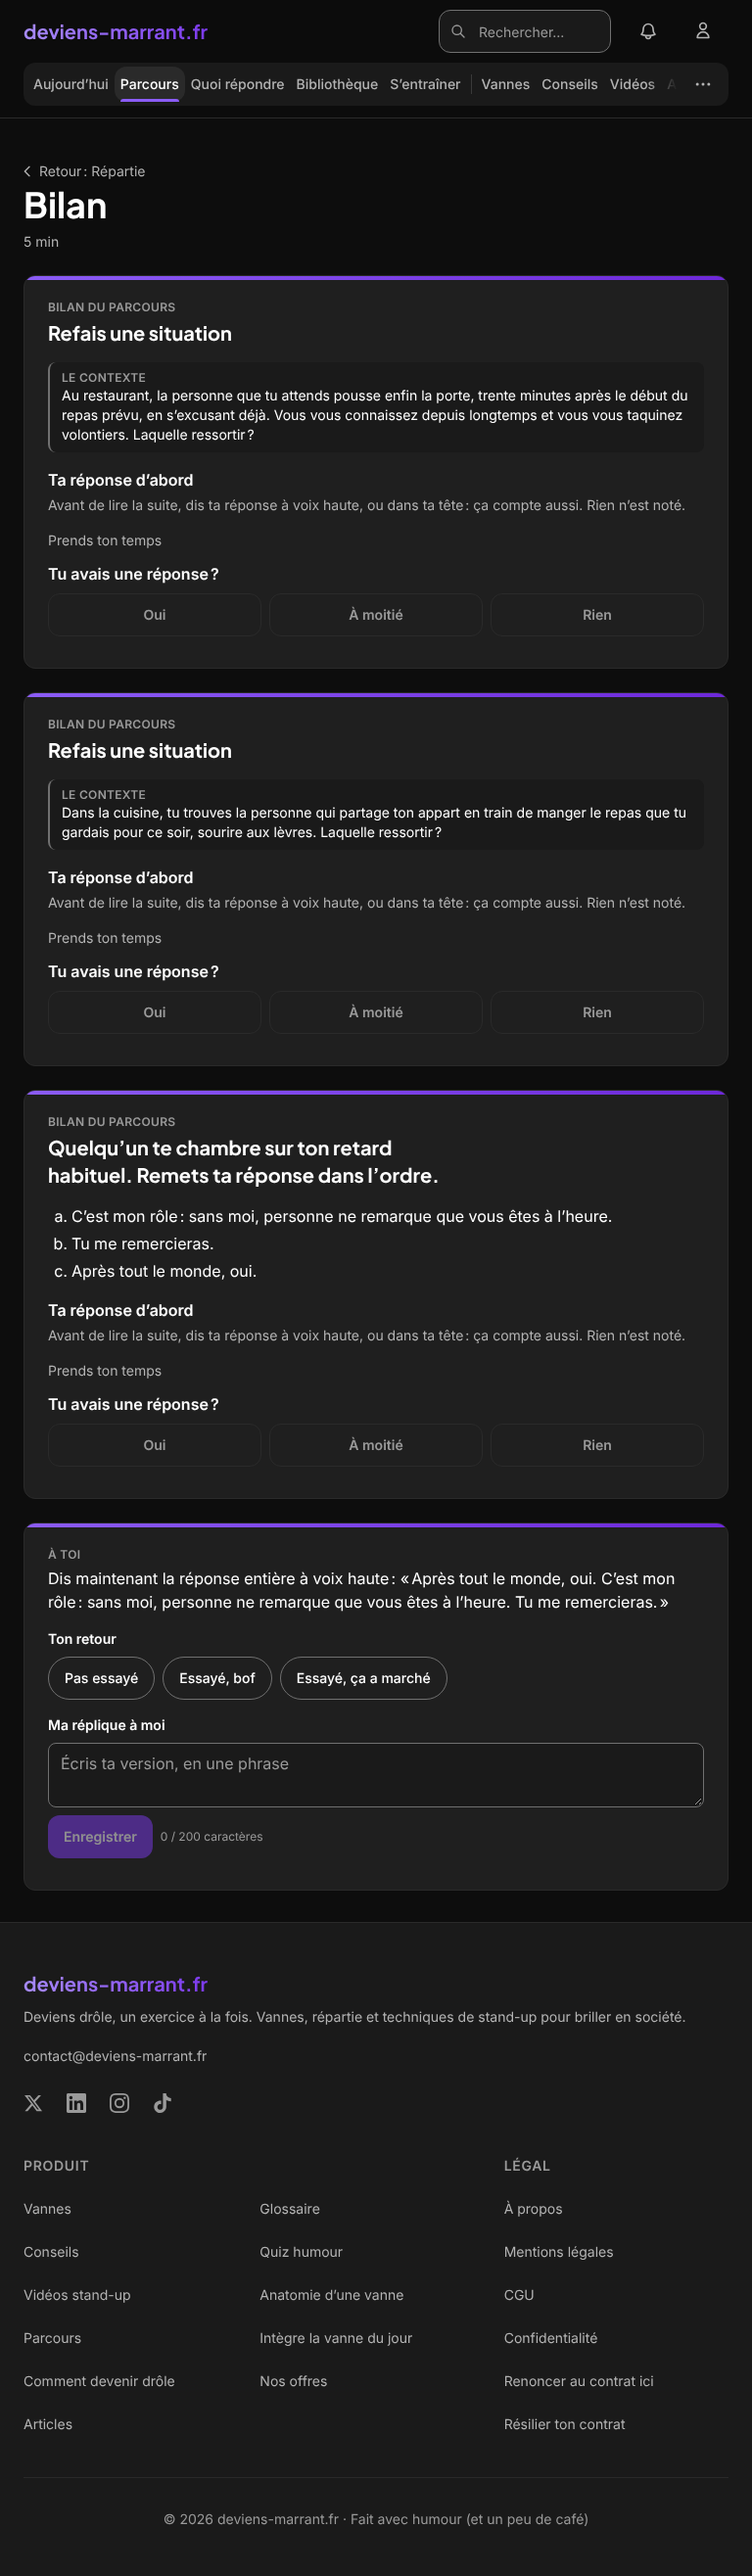 deviens-marrant.fr
Rechercher...
Aujourd’hui Parcours Quoi répondre Bibliothèque S’entraîner Vannes Conseils Vidéos
Retour : Répartie
Bilan
5 min
BILAN DU PARCOURS
Refais une situation
LE CONTEXTE
Au restaurant, la personne que tu attends pousse enfin la porte, trente minutes après le début du
repas prévu, en s’excusant déjà. Vous vous connaissez depuis longtemps et vous vous taquinez
volontiers. Laquelle ressortir ?
Ta réponse d’abord
Avant de lire la suite, dis ta réponse à voix haute, ou dans ta tête : ça compte aussi. Rien n’est noté.
Prends ton temps
Tu avais une réponse ?
Oui À moitié Rien
BILAN DU PARCOURS
Refais une situation
LE CONTEXTE
Dans la cuisine, tu trouves la personne qui partage ton appart en train de manger le repas que tu
gardais pour ce soir, sourire aux lèvres. Laquelle ressortir ?
Ta réponse d’abord
Avant de lire la suite, dis ta réponse à voix haute, ou dans ta tête : ça compte aussi. Rien n’est noté.
Prends ton temps
Tu avais une réponse ?
Oui À moitié Rien
BILAN DU PARCOURS
Quelqu’un te chambre sur ton retard
habituel. Remets ta réponse dans l’ordre.
a. C’est mon rôle : sans moi, personne ne remarque que vous êtes à l’heure.
b. Tu me remercieras.
c. Après tout le monde, oui.
Ta réponse d’abord
Avant de lire la suite, dis ta réponse à voix haute, ou dans ta tête : ça compte aussi. Rien n’est noté.
Prends ton temps
Tu avais une réponse ?
Oui À moitié Rien
À TOI
Dis maintenant la réponse entière à voix haute : « Après tout le monde, oui. C’est mon
rôle : sans moi, personne ne remarque que vous êtes à l’heure. Tu me remercieras. »
Ton retour
Pas essayé Essayé, bof Essayé, ça a marché
Ma réplique à moi
Écris ta version, en une phrase
Enregistrer 0 / 200 caractères
deviens-marrant.fr
Deviens drôle, un exercice à la fois. Vannes, répartie et techniques de stand-up pour briller en société.
contact@deviens-marrant.fr
PRODUIT LÉGAL
Vannes Glossaire À propos
Conseils Quiz humour Mentions légales
Vidéos stand-up Anatomie d’une vanne CGU
Parcours Intègre la vanne du jour Confidentialité
Comment devenir drôle Nos offres Renoncer au contrat ici
Articles Résilier ton contrat
© 2026 deviens-marrant.fr · Fait avec humour (et un peu de café)